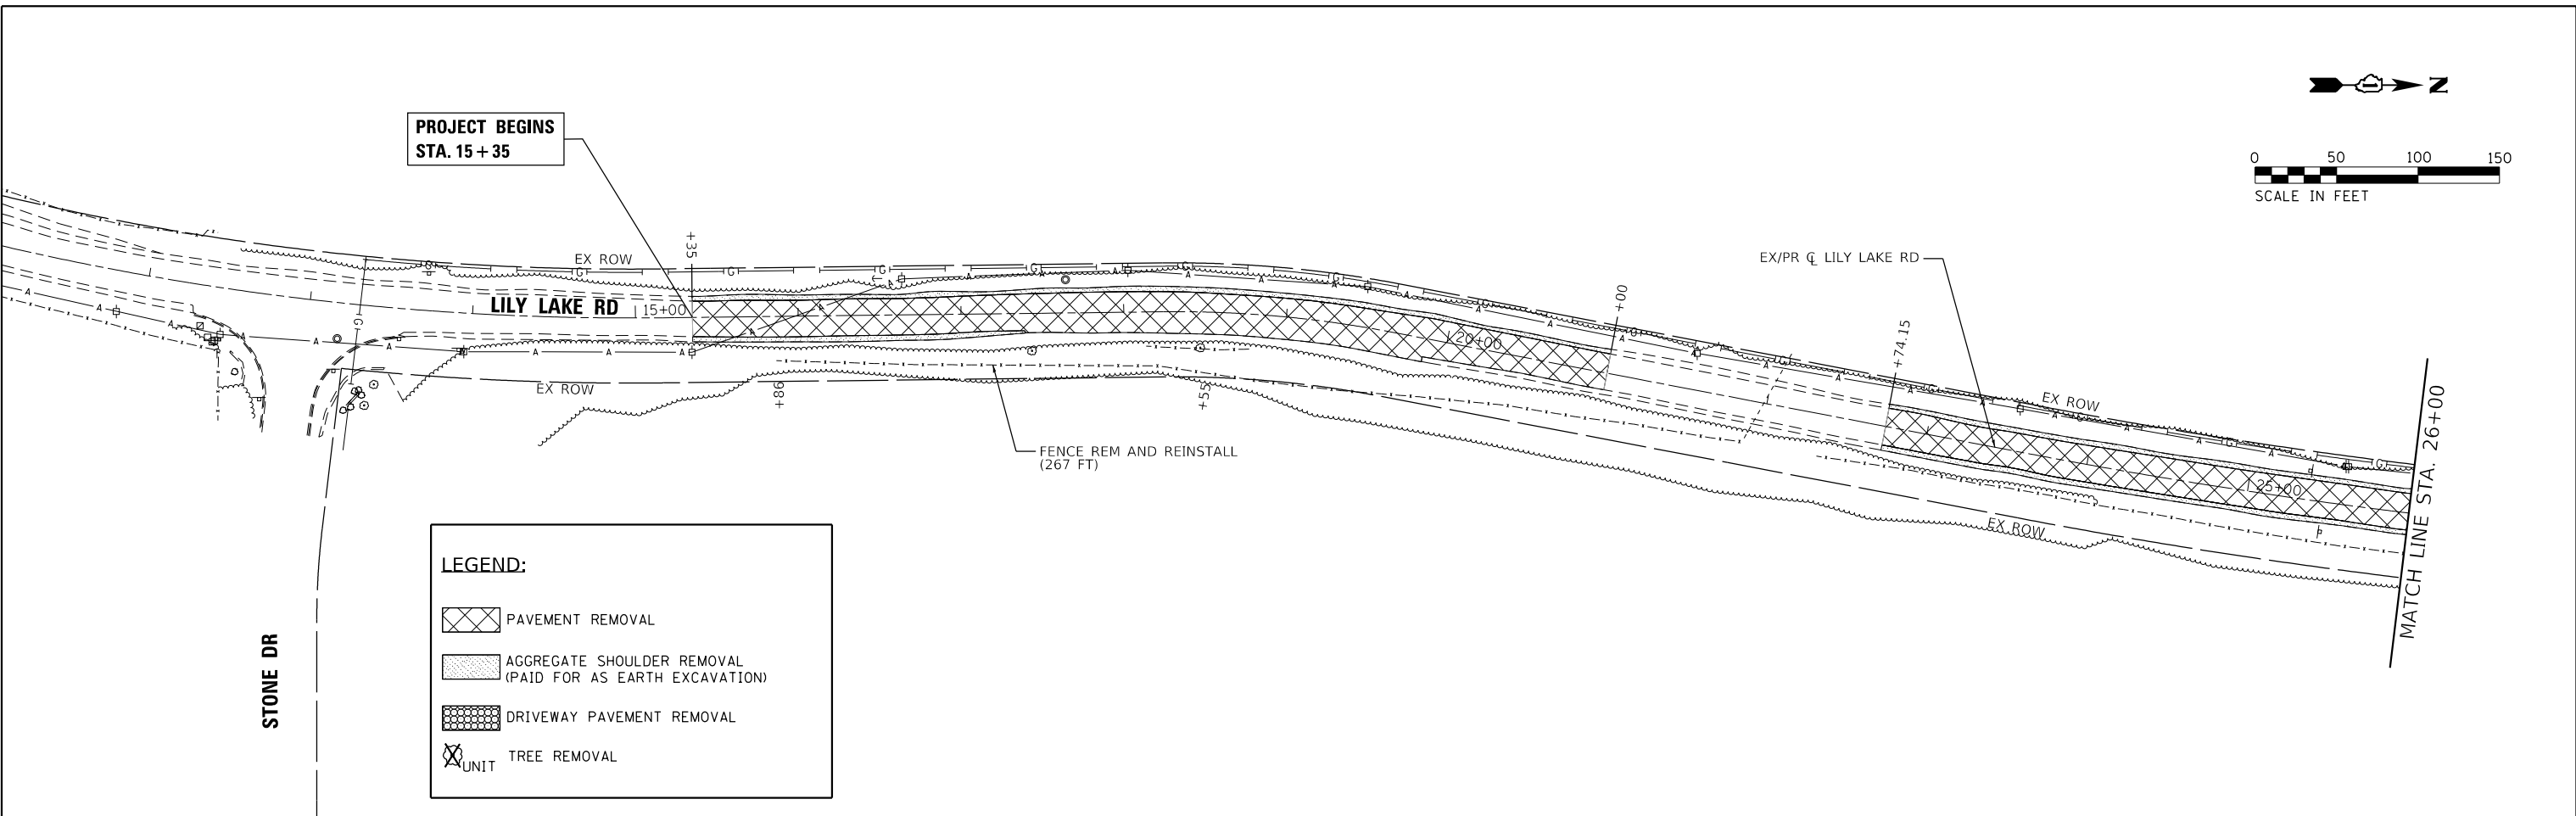 PROJECT BEGINS
STA. 15+35
N
0 50 100 150
SCALE IN FEET
EX ROW
+35
LILY LAKE RD
15+00
EX/PR ℄ LILY LAKE RD
+00
20+00
+74.15
EX ROW
EX ROW
+86
+55
FENCE REM AND REINSTALL
(267 FT)
25+00
EX ROW
MATCH LINE STA. 26+00
STONE DR
LEGEND:
PAVEMENT REMOVAL
AGGREGATE SHOULDER REMOVAL
(PAID FOR AS EARTH EXCAVATION)
DRIVEWAY PAVEMENT REMOVAL
UNIT TREE REMOVAL